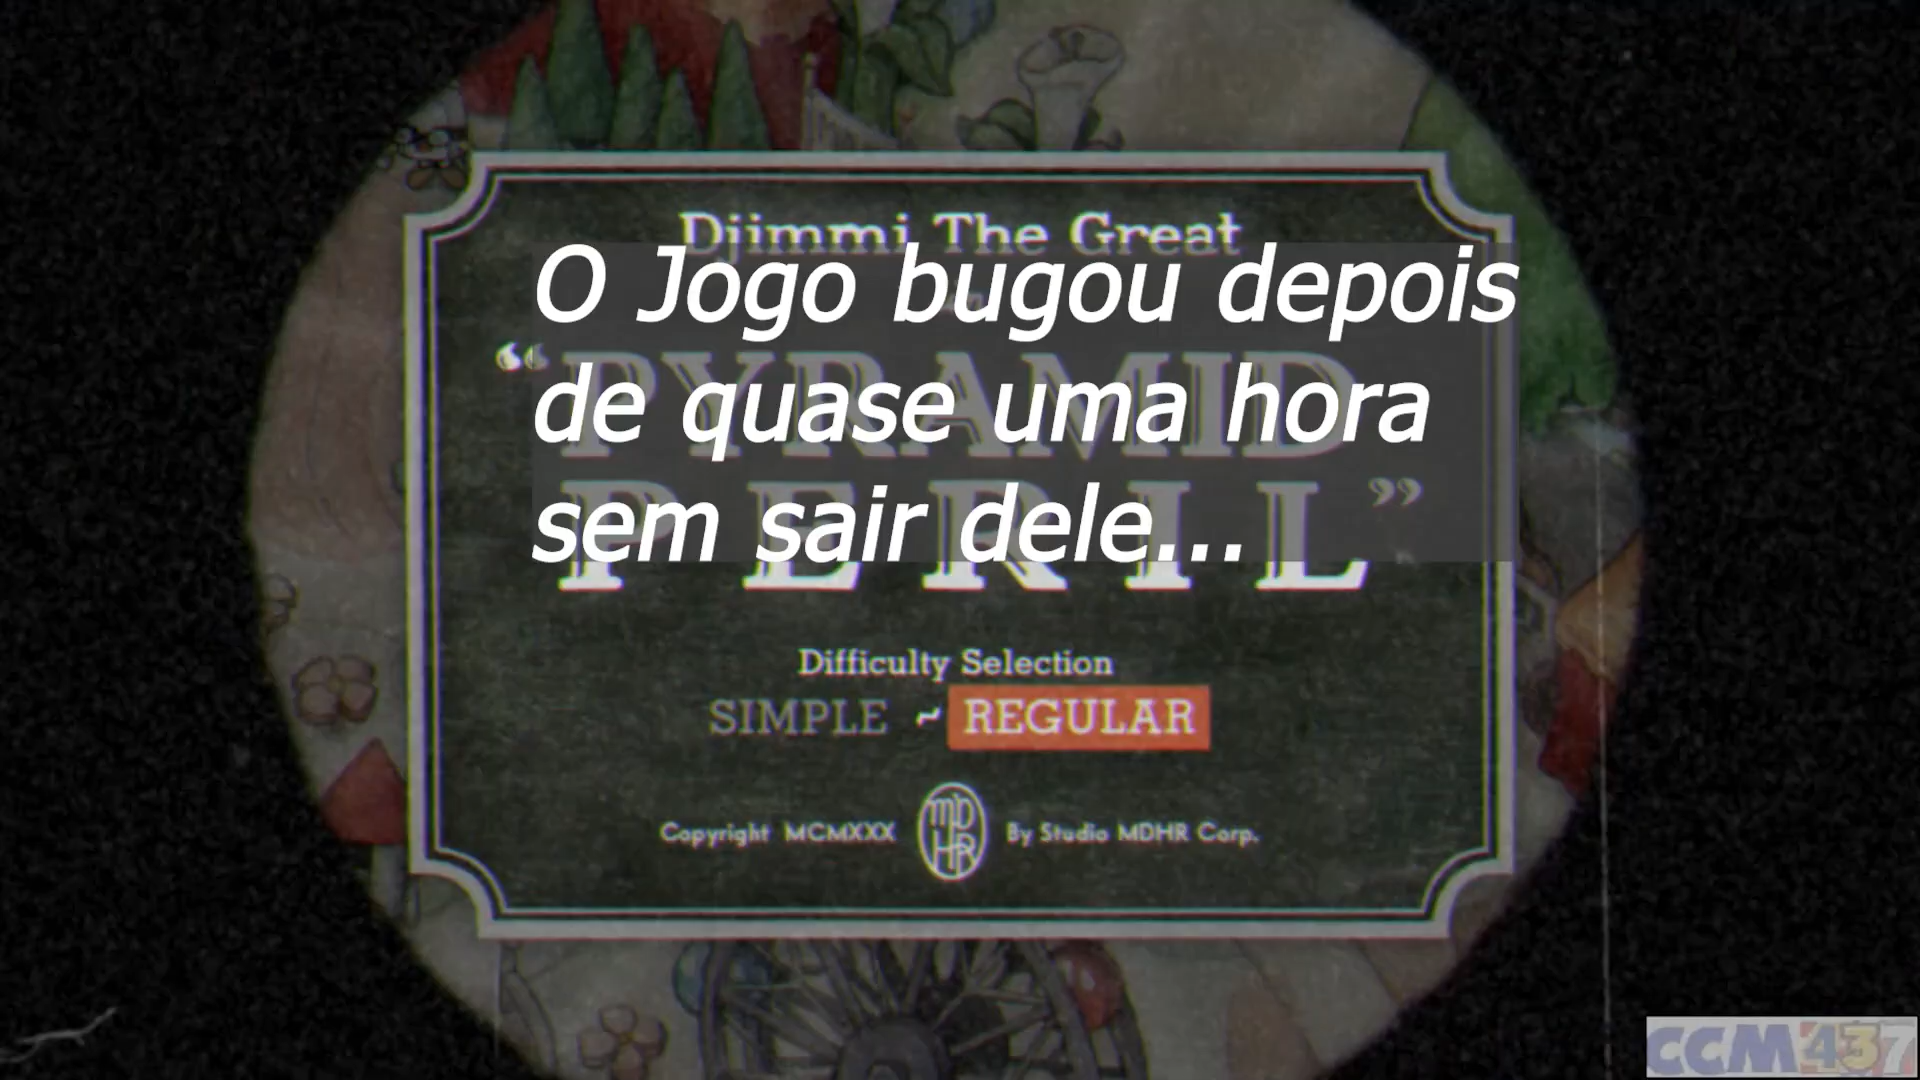 Djimmi The Great
O Jogo bugou depois
de quase uma hora
sem sair dele...
“PYRAMID
PERIL”
Difficulty Selection
SIMPLE ~ REGULAR
Copyright MCMXXX MDHR By Studio MDHR Corp.
CCM437